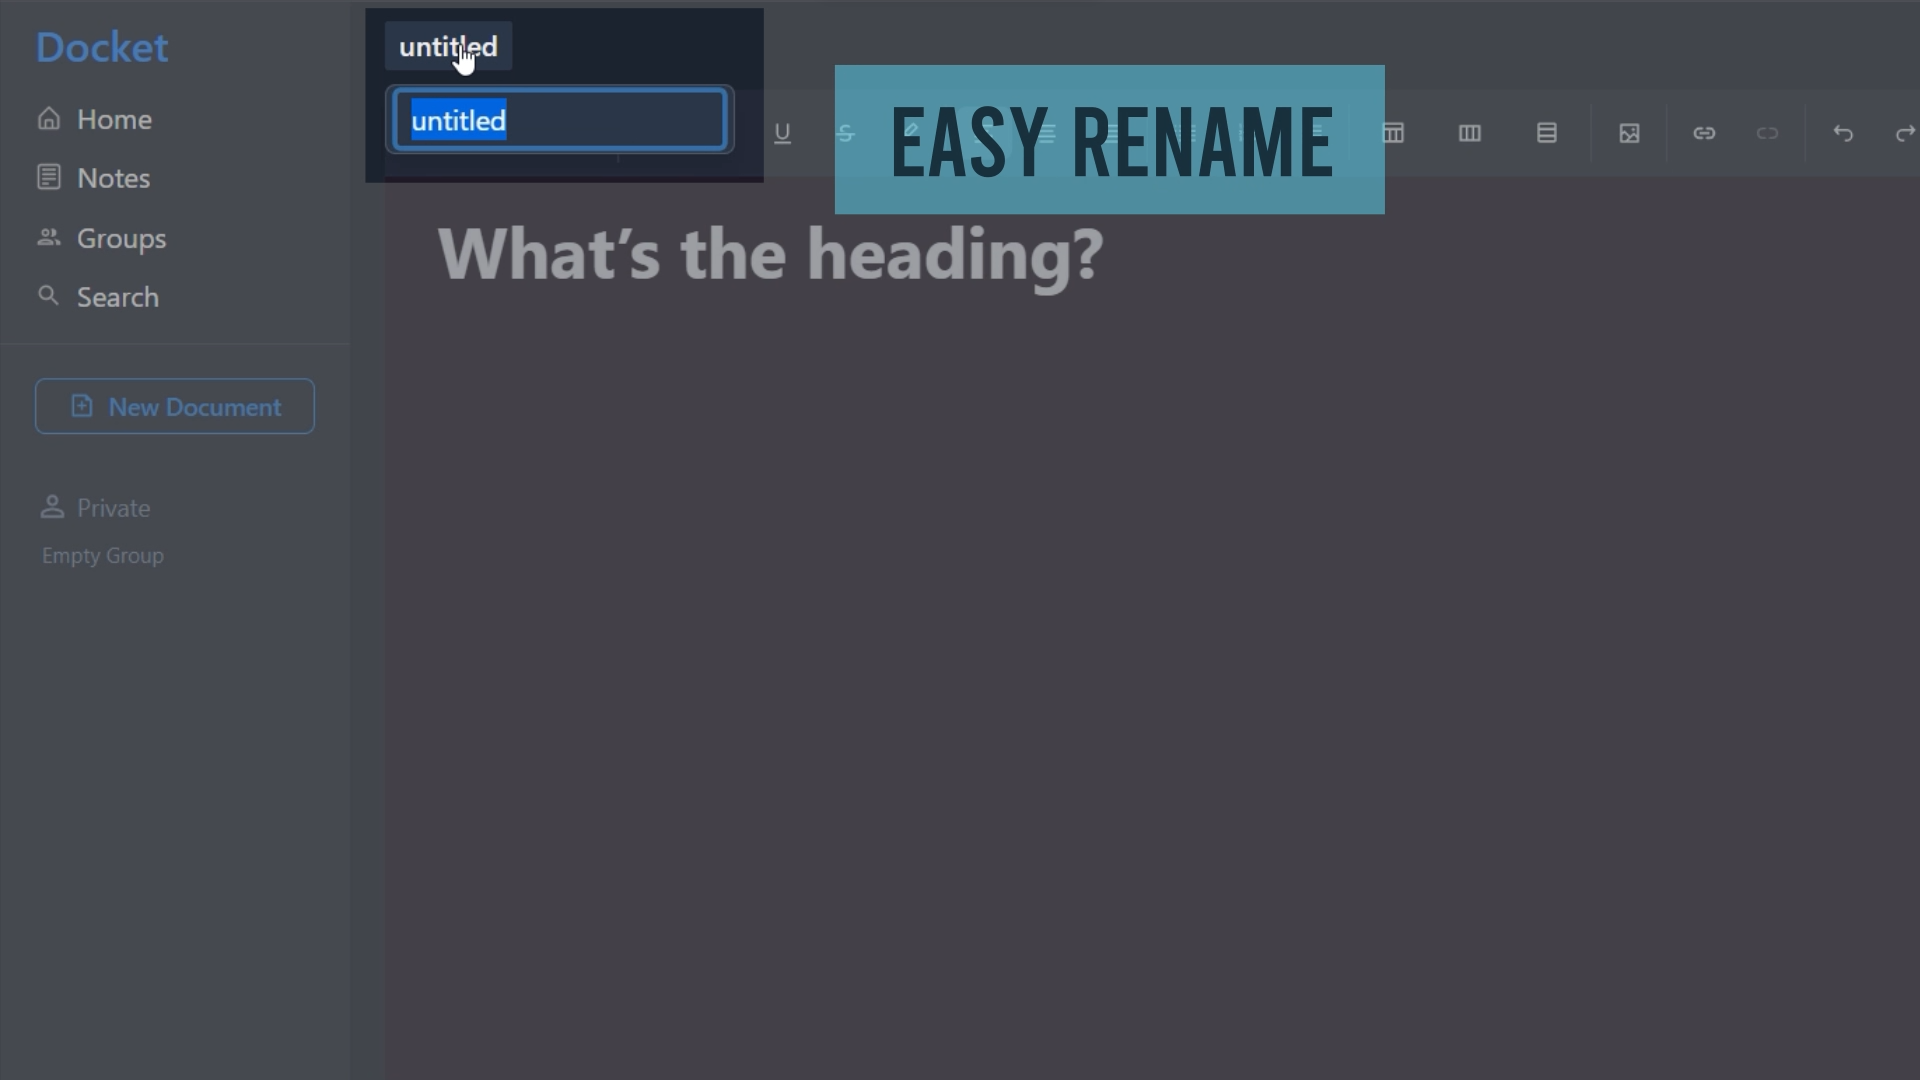 Docket
Home
Notes
Groups
Search
New Document
Private
Empty Group
untitled
untitled
EASY RENAME
What’s the heading?